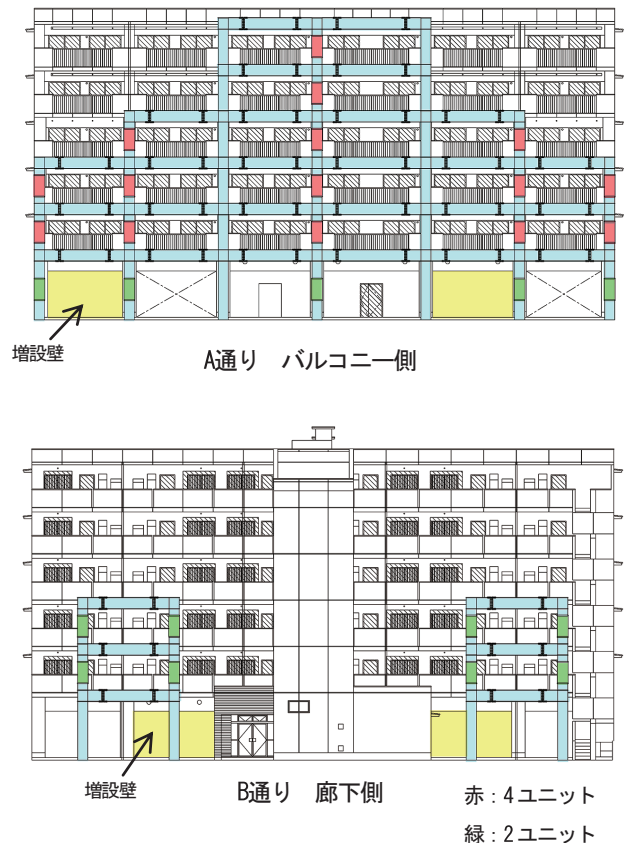 増設壁
A通り　バルコニー側
増設壁
B通り　廊下側
赤：4ユニット
緑：2ユニット